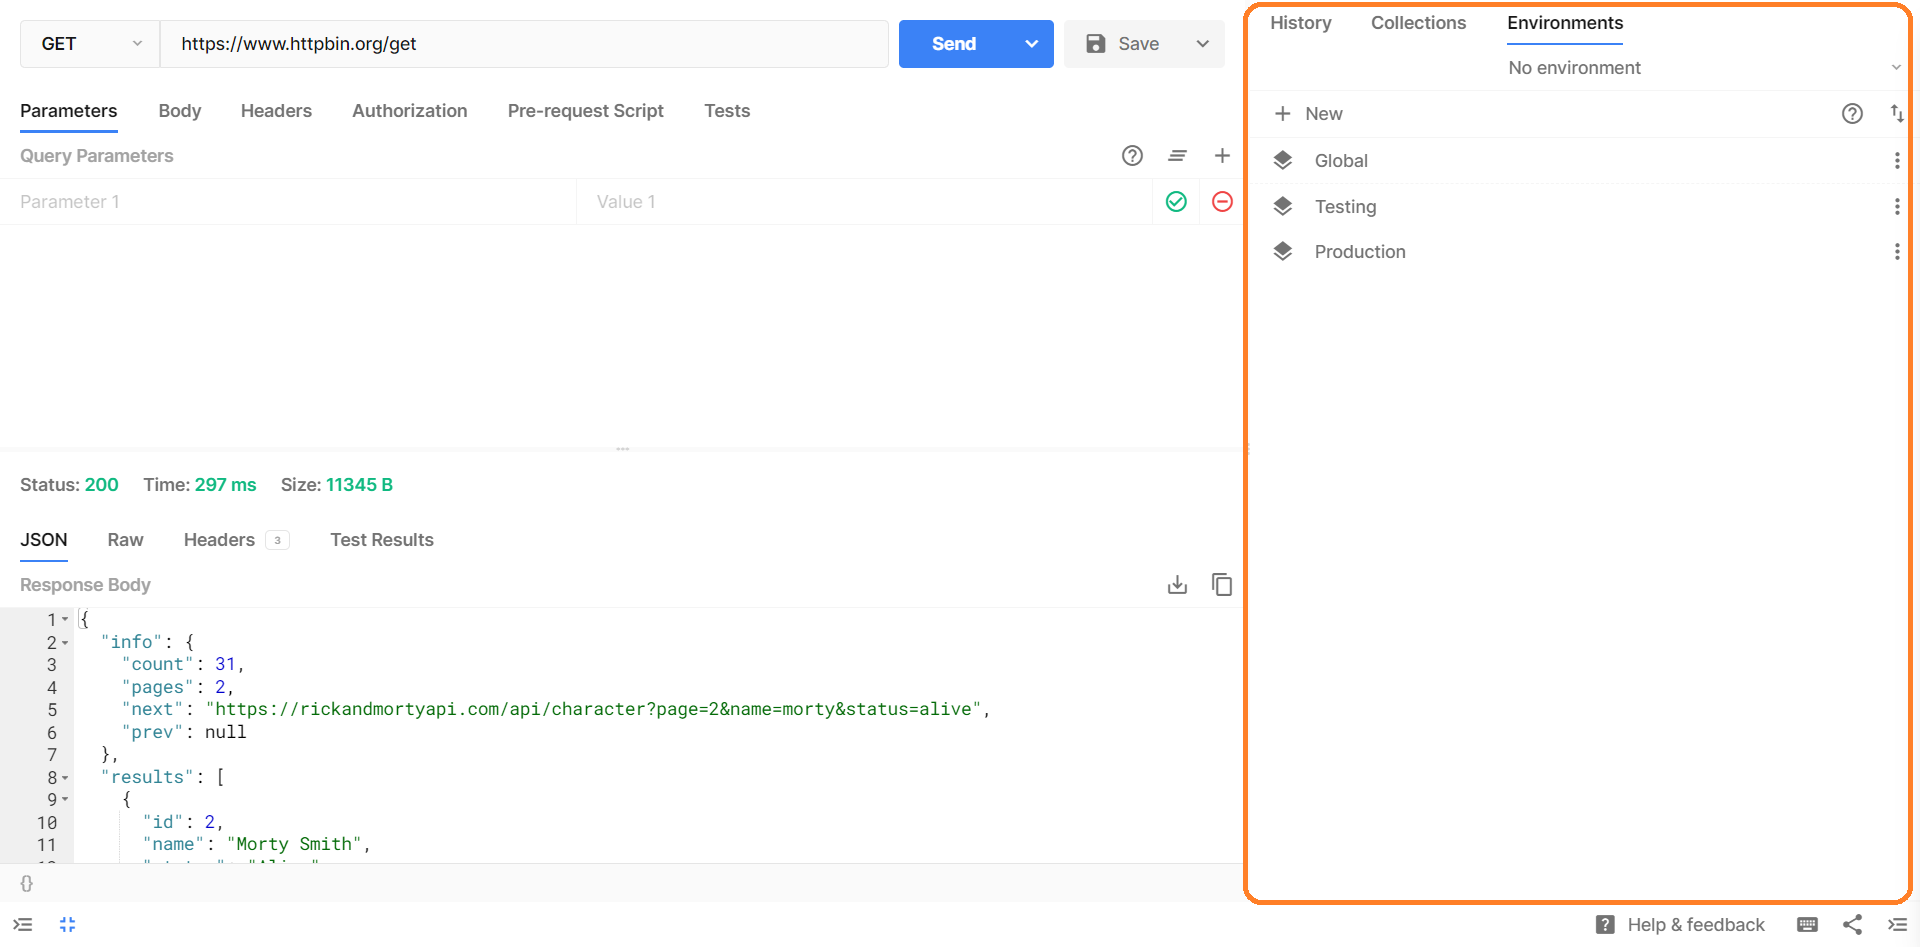 GET https://www.httpbin.org/get Send Save
Parameters Body Headers Authorization Pre-request Script Tests
Query Parameters
Parameter 1 Value 1
Status: 200 Time: 297 ms Size: 11345 B
JSON Raw Headers 3 Test Results
Response Body
1 {
2 "info": {
3 "count": 31,
4 "pages": 2,
5 "next": "https://rickandmortyapi.com/api/character?page=2&name=morty&status=alive",
6 "prev": null
7 },
8 "results": [
9 {
10 "id": 2,
11 "name": "Morty Smith",
{}
History Collections Environments
No environment
New
Global
Testing
Production
Help & feedback